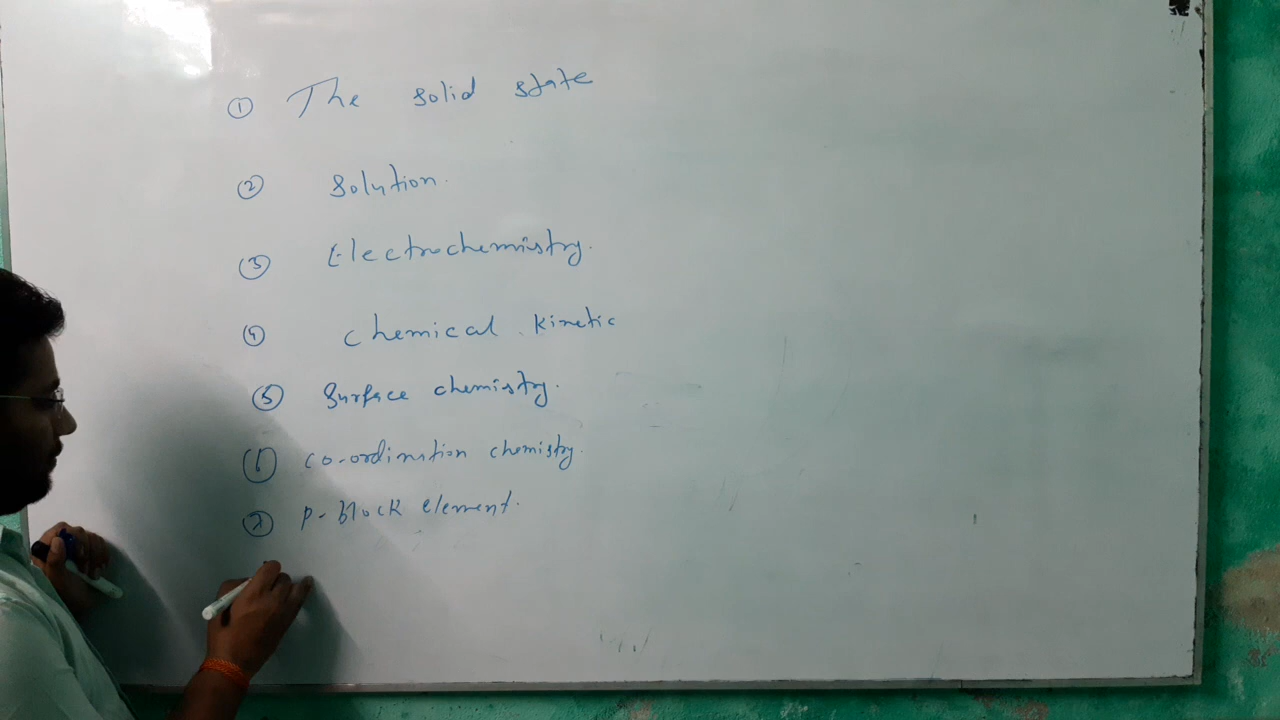 ① The solid state
② Solution.
③ Electrochemistry.
④ chemical kinetic
⑤ Surface chemistry.
⑥ co-ordination chemistry.
⑦ p-block element.